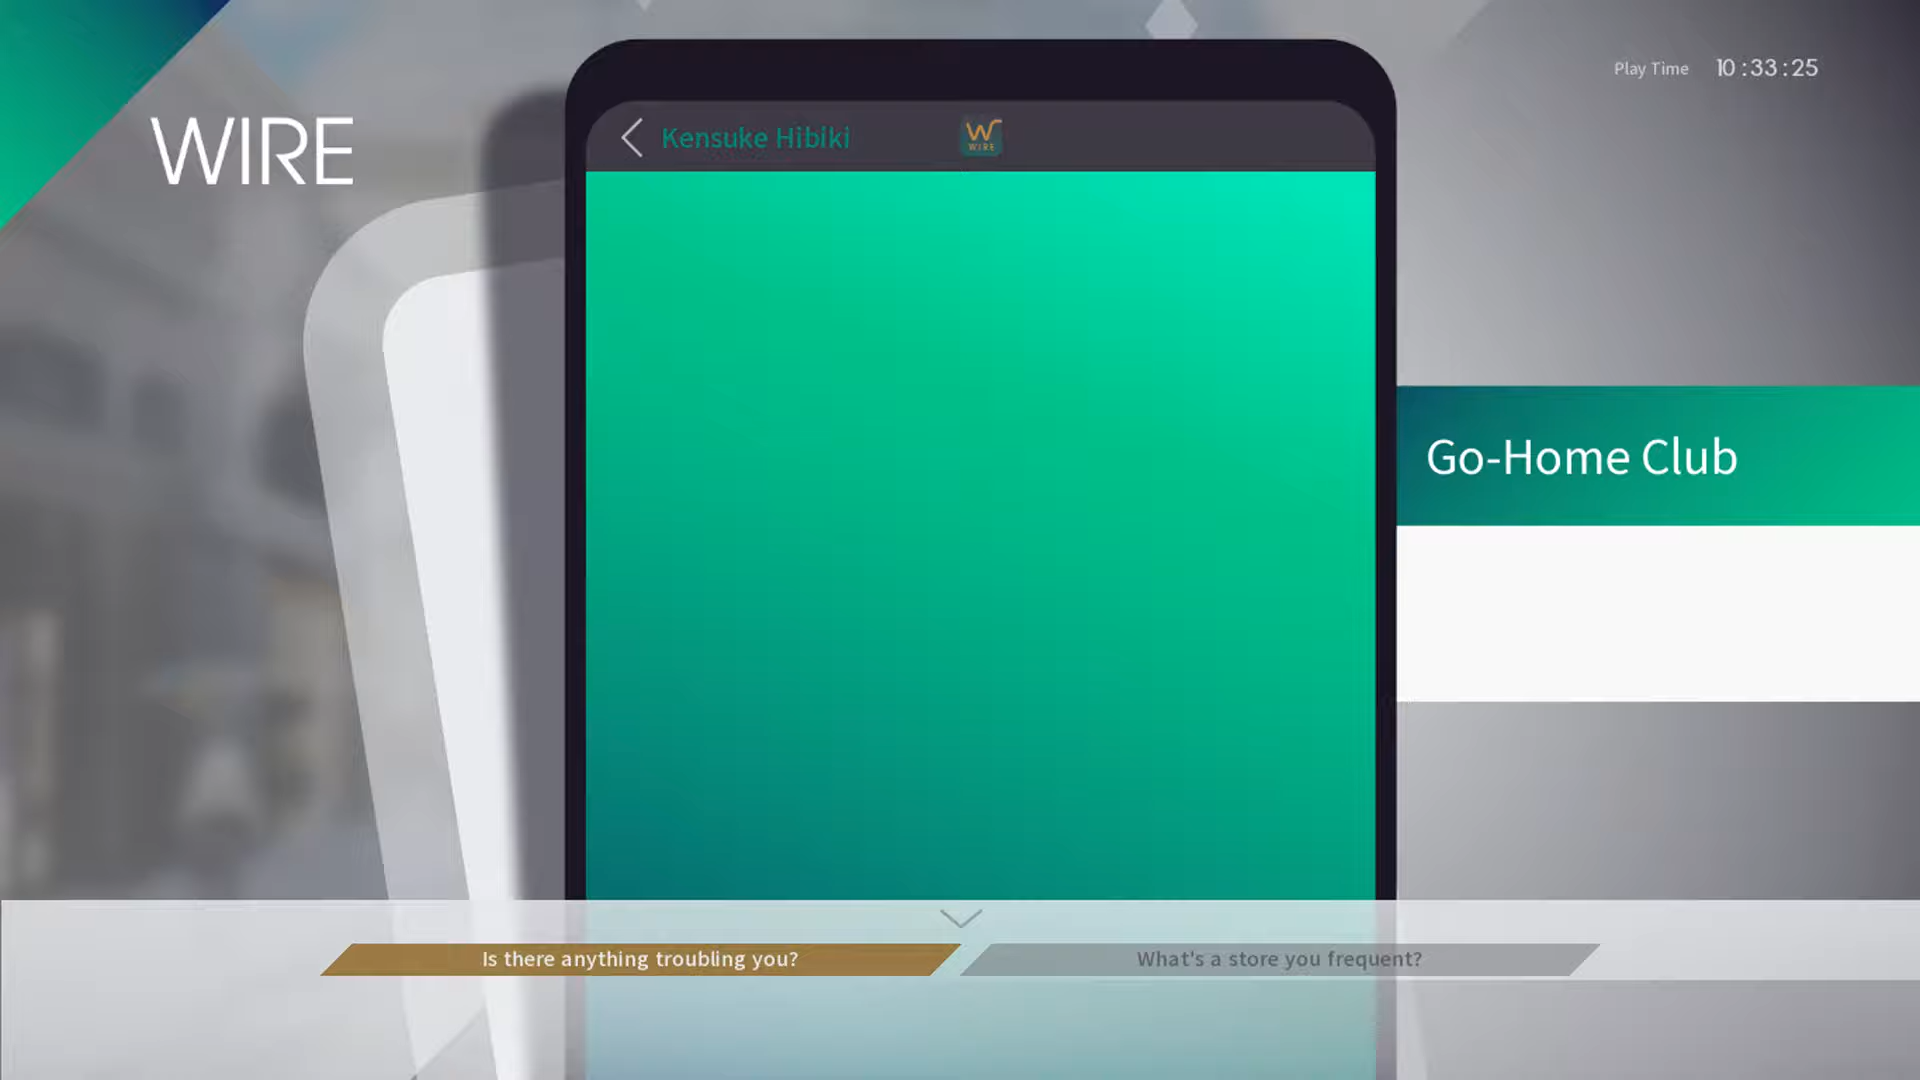 Play Time 10:33:25
WIRE
Kensuke Hibiki
W
WIRE
Go-Home Club
Is there anything troubling you?
What's a store you frequent?